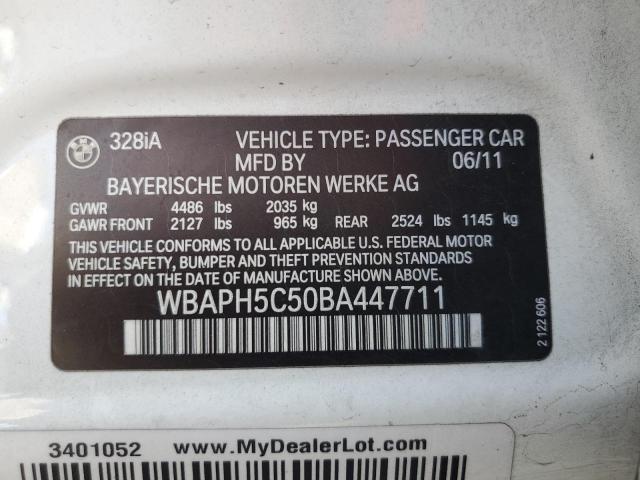 BMW
328iA
VEHICLE TYPE: PASSENGER CAR
MFD BY 06/11
BAYERISCHE MOTOREN WERKE AG
GVWR 4486 lbs 2035 kg
GAWR FRONT 2127 lbs 965 kg REAR 2524 lbs 1145 kg
THIS VEHICLE CONFORMS TO ALL APPLICABLE U.S. FEDERAL MOTOR
VEHICLE SAFETY, BUMPER AND THEFT PREVENTION STANDARDS
IN EFFECT ON THE DATE OF MANUFACTURE SHOWN ABOVE.
WBAPH5C50BA447711
2 122 606
3401052 www.MyDealerLot.com